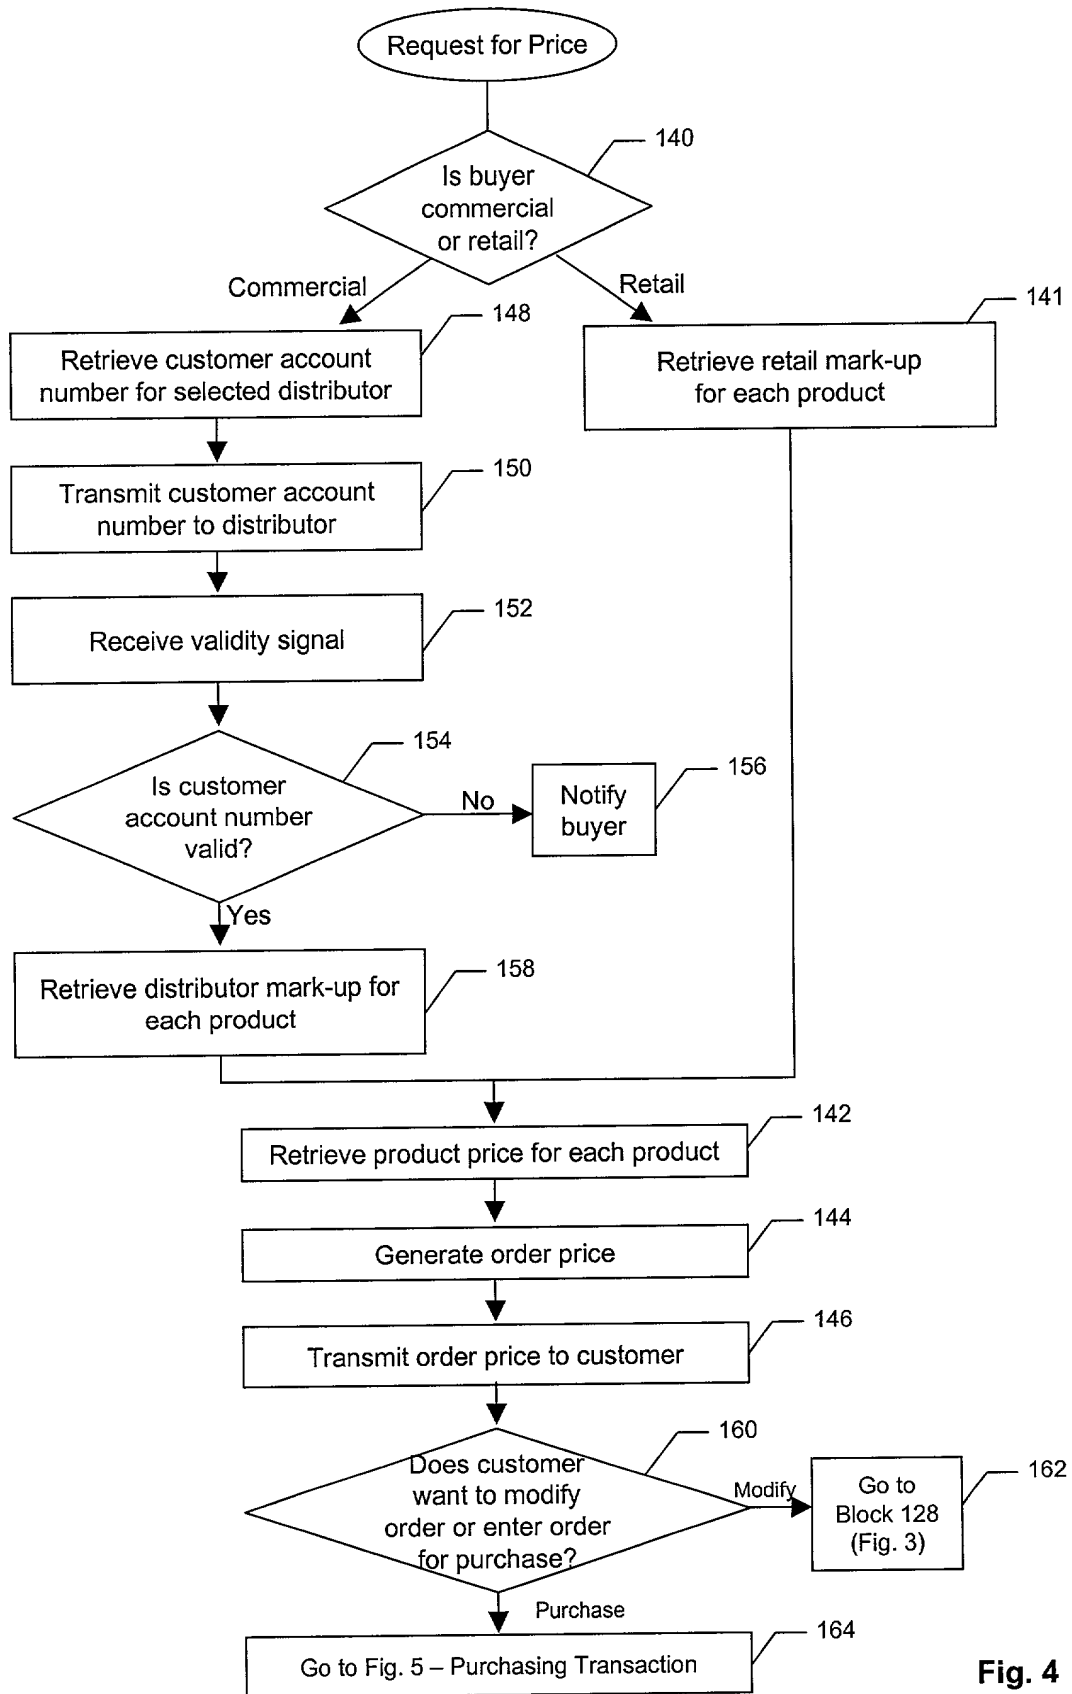 Request for Price
140
Is buyer
commercial
or retail?
Commercial
Retail
148
141
Retrieve customer account
number for selected distributor
Retrieve retail mark-up
for each product
150
Transmit customer account
number to distributor
152
Receive validity signal
154
Is customer
account number
valid?
No
156
Notify
buyer
Yes
158
Retrieve distributor mark-up for
each product
142
Retrieve product price for each product
144
Generate order price
146
Transmit order price to customer
160
Does customer
want to modify
order or enter order
for purchase?
Modify
162
Go to
Block 128
(Fig. 3)
Purchase
164
Go to Fig. 5 – Purchasing Transaction
Fig. 4